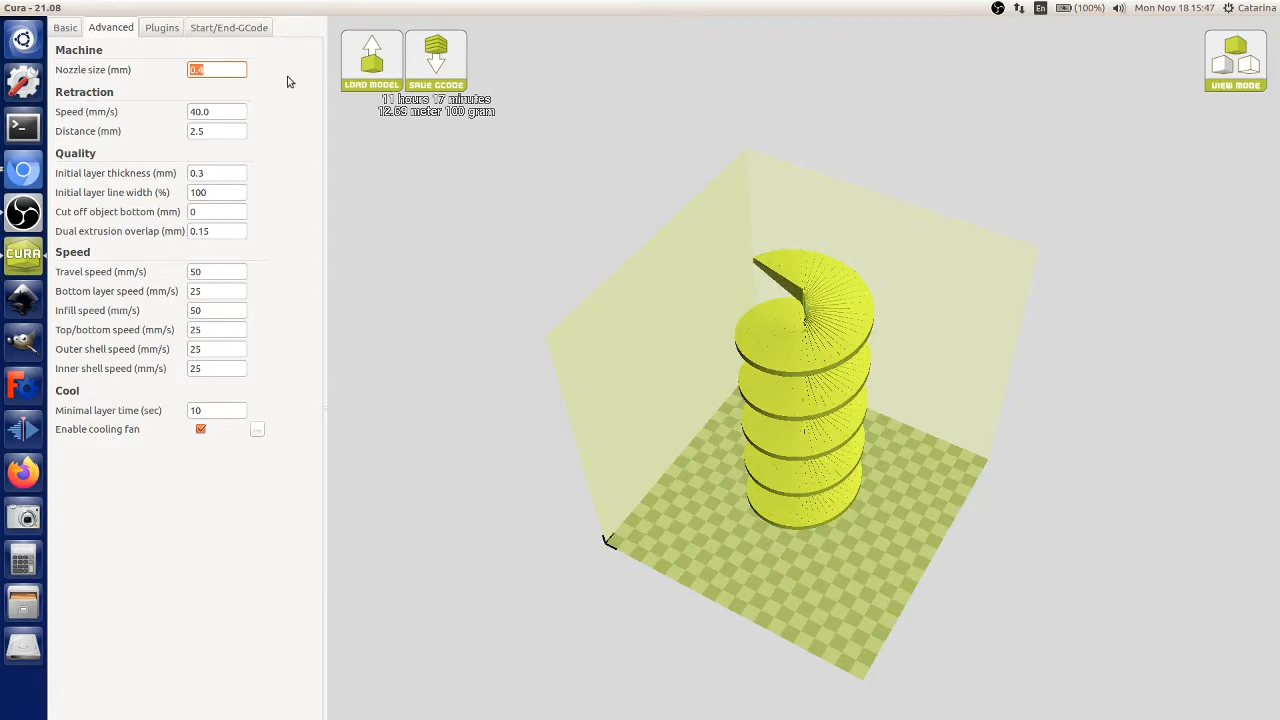 Cura - 21.08
En (100%) Mon Nov 18 15:47 Catarina
Basic Advanced Plugins Start/End-GCode
Machine
Nozzle size (mm) 0.4
Retraction
Speed (mm/s) 40.0
Distance (mm) 2.5
Quality
Initial layer thickness (mm) 0.3
Initial layer line width (%) 100
Cut off object bottom (mm) 0
Dual extrusion overlap (mm) 0.15
Speed
Travel speed (mm/s) 50
Bottom layer speed (mm/s) 25
Infill speed (mm/s) 50
Top/bottom speed (mm/s) 25
Outer shell speed (mm/s) 25
Inner shell speed (mm/s) 25
Cool
Minimal layer time (sec) 10
Enable cooling fan ...
LOAD MODEL SAVE GCODE
11 hours 17 minutes
12.69 meter 100 gram
VIEW MODE
CURA